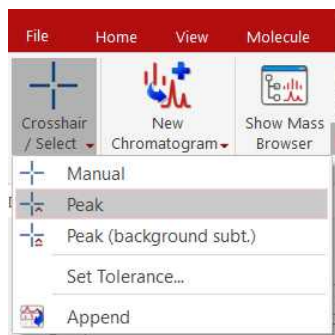 File Home View Molecule
Crosshair / Select
New Chromatogram
Show Mass Browser
Manual
Peak
Peak (background subt.)
Set Tolerance...
Append